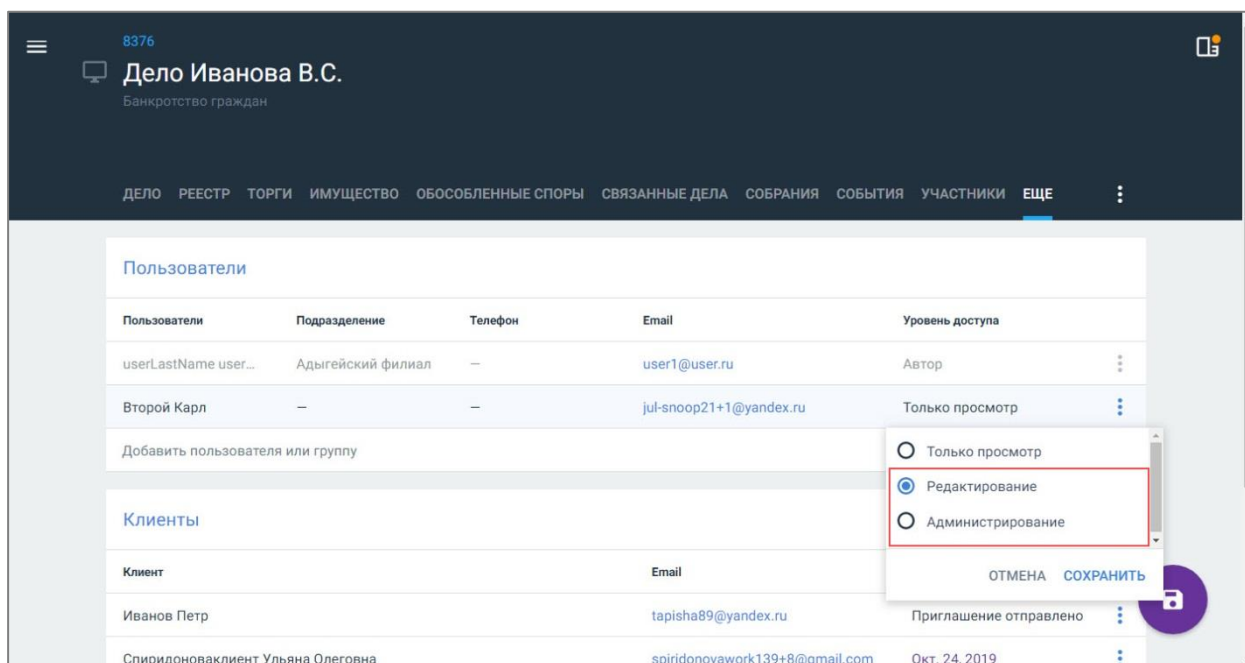 8376
Дело Иванова В.С.
Банкротство граждан
ДЕЛО РЕЕСТР ТОРГИ ИМУЩЕСТВО ОБОСОБЛЕННЫЕ СПОРЫ СВЯЗАННЫЕ ДЕЛА СОБРАНИЯ СОБЫТИЯ УЧАСТНИКИ ЕЩЕ
Пользователи
Пользователи Подразделение Телефон Email Уровень доступа
userLastName user... Адыгейский филиал — user1@user.ru Автор
Второй Карл — — jul-snoop21+1@yandex.ru Только просмотр
Добавить пользователя или группу
Только просмотр
Редактирование
Администрирование
ОТМЕНА СОХРАНИТЬ
Клиенты
Клиент Email
Иванов Петр tapisha89@yandex.ru Приглашение отправлено
Спиридоноваклиент Ульяна Олеговна spiridonovawork139+8@gmail.com Окт. 24, 2019